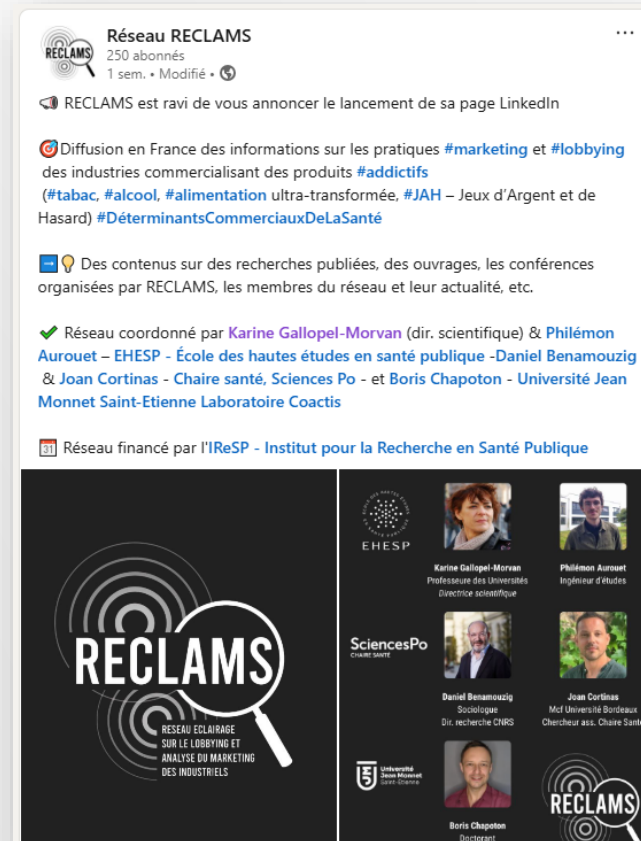 RECLAMS
Réseau RECLAMS
250 abonnés
1 sem. • Modifié •
RECLAMS est ravi de vous annoncer le lancement de sa page LinkedIn
Diffusion en France des informations sur les pratiques #marketing et #lobbying
des industries commercialisant des produits #addictifs
(#tabac, #alcool, #alimentation ultra-transformée, #JAH – Jeux d'Argent et de
Hasard) #DéterminantsCommerciauxDeLaSanté
Des contenus sur des recherches publiées, des ouvrages, les conférences
organisées par RECLAMS, les membres du réseau et leur actualité, etc.
Réseau coordonné par Karine Gallopel-Morvan (dir. scientifique) & Philémon
Aurouet – EHESP - École des hautes études en santé publique -Daniel Benamouzig
& Joan Cortinas - Chaire santé, Sciences Po - et Boris Chapoton - Université Jean
Monnet Saint-Etienne Laboratoire Coactis
31 Réseau financé par l'IReSP - Institut pour la Recherche en Santé Publique
RECLAMS
RESEAU ECLAIRAGE
SUR LE LOBBYING ET
ANALYSE DU MARKETING
DES INDUSTRIELS
EHESP
Karine Gallopel-Morvan
Professeure des Universités
Directrice scientifique
Philémon Aurouet
Ingénieur d'études
SciencesPo
CHAIRE SANTÉ
Daniel Benamouzig
Sociologue
Dir. recherche CNRS
Joan Cortinas
Mcf Université Bordeaux
Chercheur ass. Chaire Santé
Université
Jean Monnet
Saint-Étienne
Boris Chapoton
Doctorant
RECLAMS